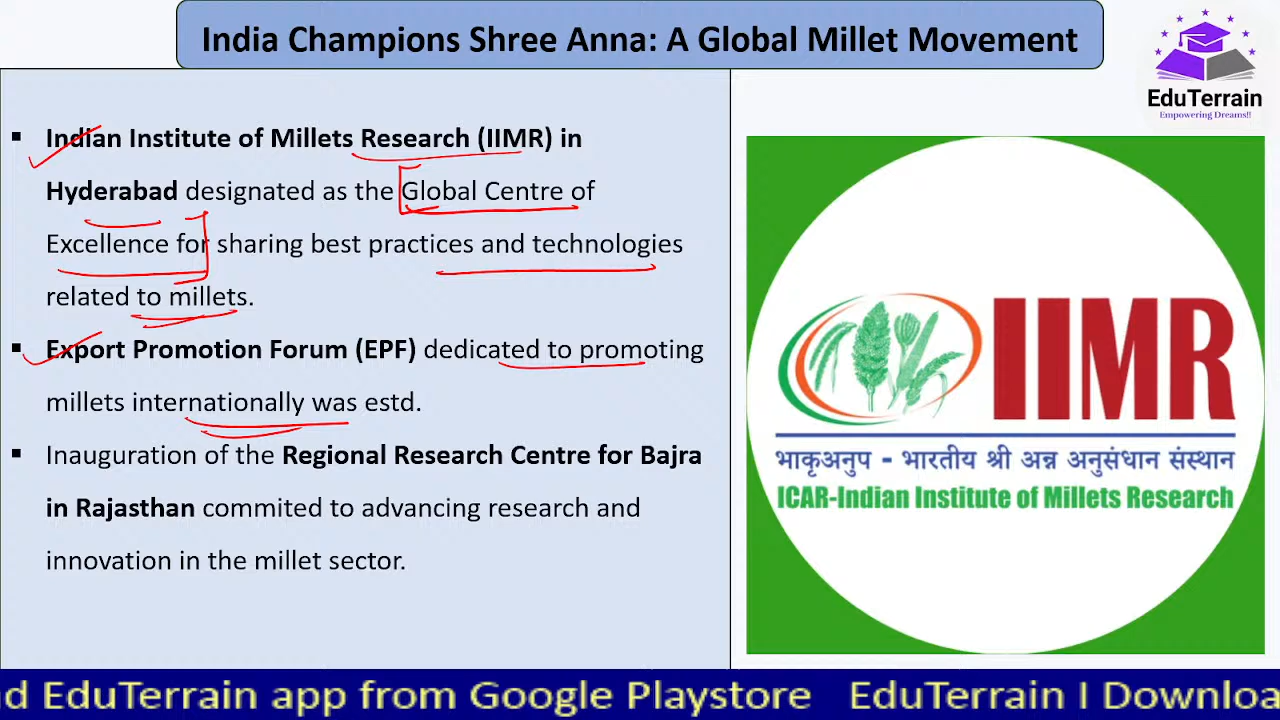 India Champions Shree Anna: A Global Millet Movement
EduTerrain
Empowering Dreams!!
▪ Indian Institute of Millets Research (IIMR) in
Hyderabad designated as the Global Centre of
Excellence for sharing best practices and technologies
related to millets.
▪ Export Promotion Forum (EPF) dedicated to promoting
millets internationally was estd.
▪ Inauguration of the Regional Research Centre for Bajra
in Rajasthan commited to advancing research and
innovation in the millet sector.
IIMR
भाकृअनुप - भारतीय श्री अन्न अनुसंधान संस्थान
ICAR-Indian Institute of Millets Research
d EduTerrain app from Google Playstore EduTerrain I Downloa